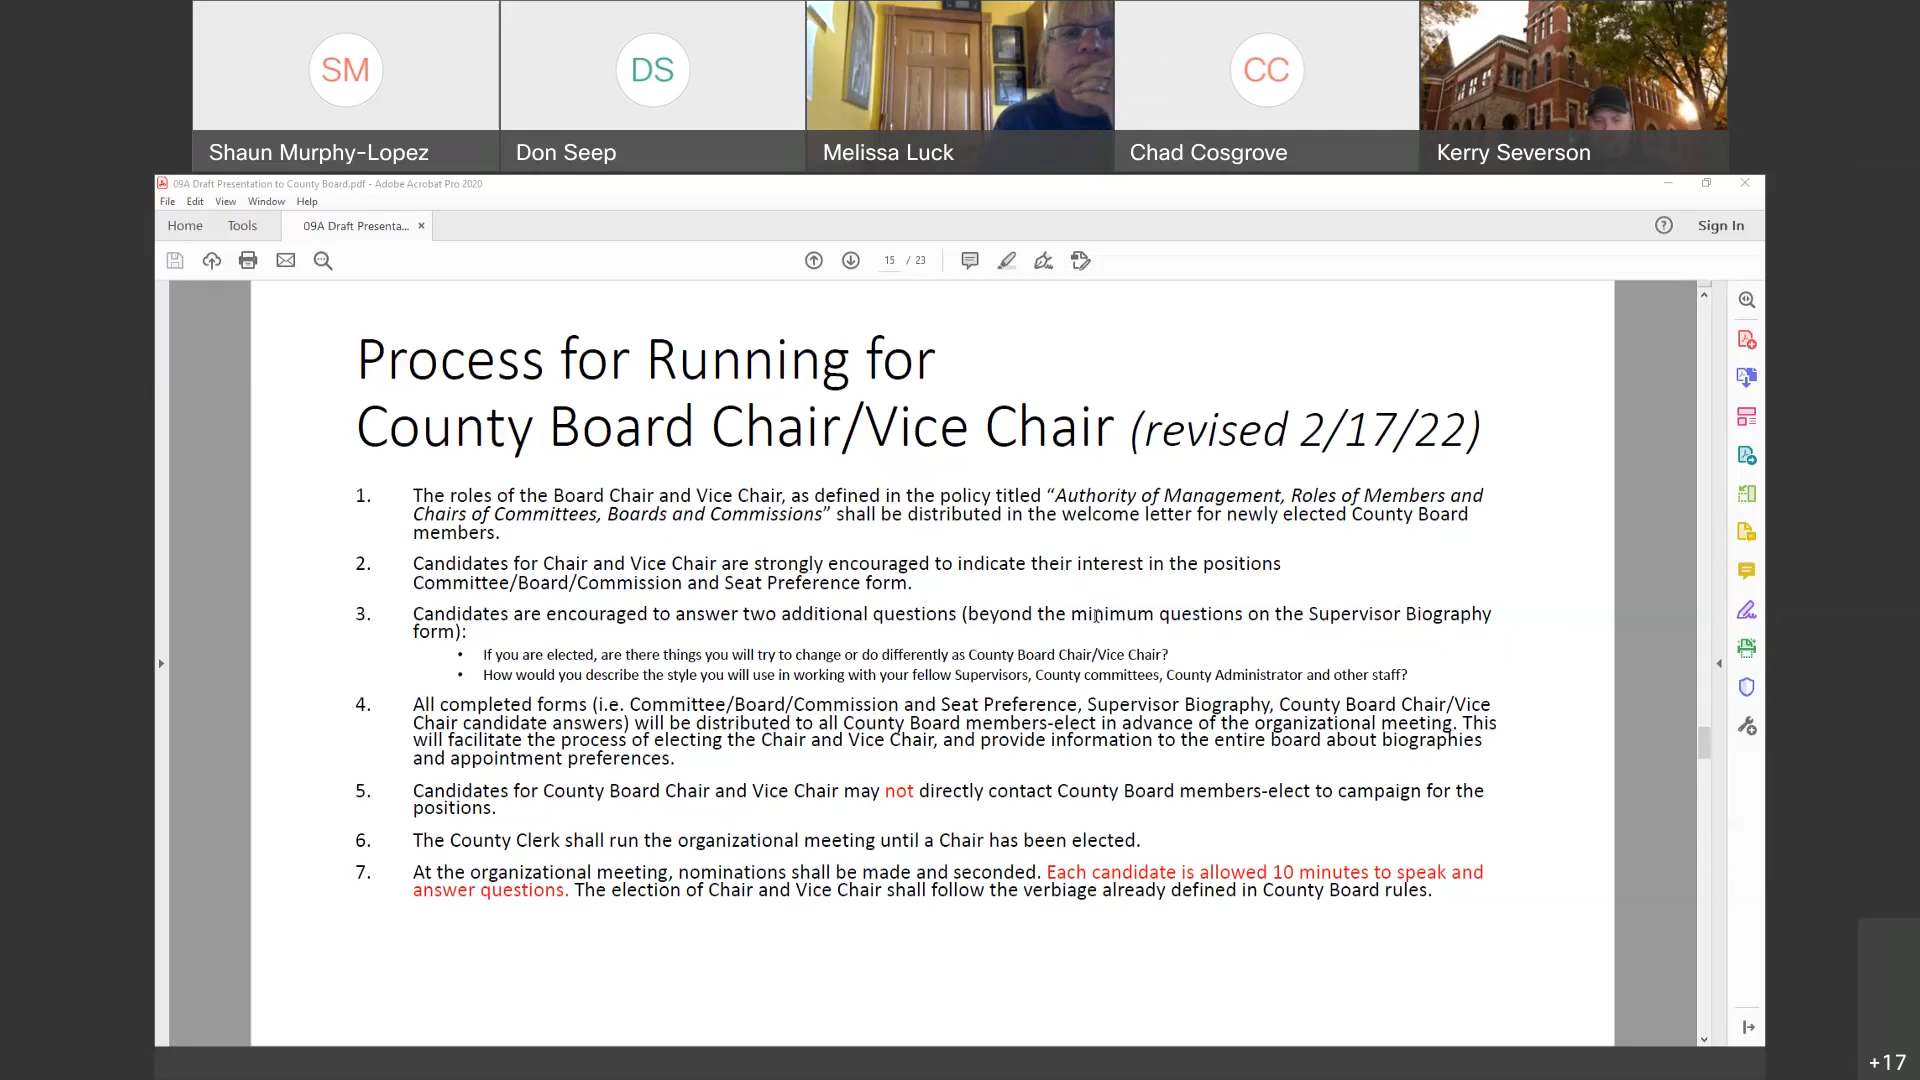 SM
DS
CC
Shaun Murphy-Lopez
Don Seep
Melissa Luck
Chad Cosgrove
Kerry Severson
09A Draft Presentation to County Board.pdf - Adobe Acrobat Pro 2020
File Edit View Window Help
Home Tools 09A Draft Presenta... × Sign In
15 / 23
Process for Running for
County Board Chair/Vice Chair (revised 2/17/22)
1. The roles of the Board Chair and Vice Chair, as defined in the policy titled “Authority of Management, Roles of Members and
Chairs of Committees, Boards and Commissions” shall be distributed in the welcome letter for newly elected County Board
members.
2. Candidates for Chair and Vice Chair are strongly encouraged to indicate their interest in the positions
Committee/Board/Commission and Seat Preference form.
3. Candidates are encouraged to answer two additional questions (beyond the minimum questions on the Supervisor Biography
form):
• If you are elected, are there things you will try to change or do differently as County Board Chair/Vice Chair?
• How would you describe the style you will use in working with your fellow Supervisors, County committees, County Administrator and other staff?
4. All completed forms (i.e. Committee/Board/Commission and Seat Preference, Supervisor Biography, County Board Chair/Vice
Chair candidate answers) will be distributed to all County Board members-elect in advance of the organizational meeting. This
will facilitate the process of electing the Chair and Vice Chair, and provide information to the entire board about biographies
and appointment preferences.
5. Candidates for County Board Chair and Vice Chair may not directly contact County Board members-elect to campaign for the
positions.
6. The County Clerk shall run the organizational meeting until a Chair has been elected.
7. At the organizational meeting, nominations shall be made and seconded. Each candidate is allowed 10 minutes to speak and
answer questions. The election of Chair and Vice Chair shall follow the verbiage already defined in County Board rules.
+17